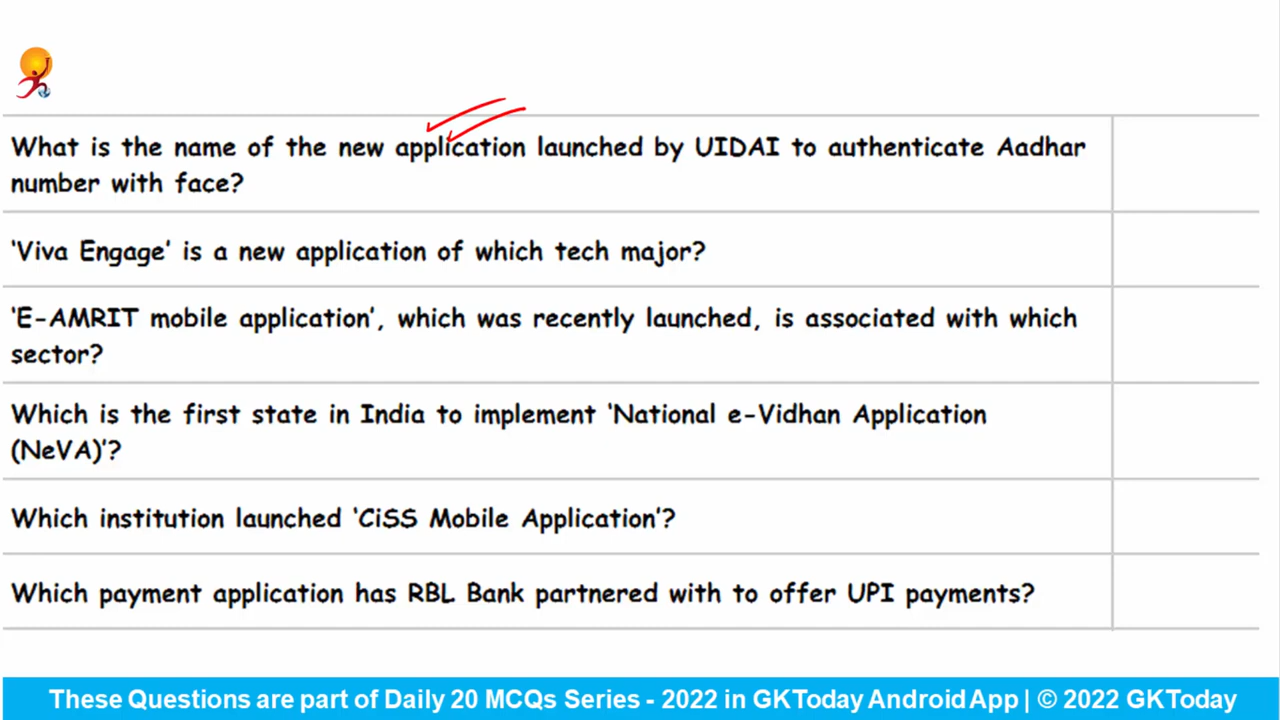 What is the name of the new application launched by UIDAI to authenticate Aadhar
number with face?
‘Viva Engage’ is a new application of which tech major?
‘E-AMRIT mobile application’, which was recently launched, is associated with which
sector?
Which is the first state in India to implement ‘National e-Vidhan Application
(NeVA)’?
Which institution launched ‘CiSS Mobile Application’?
Which payment application has RBL Bank partnered with to offer UPI payments?
These Questions are part of Daily 20 MCQs Series - 2022 in GKToday Android App | © 2022 GKToday